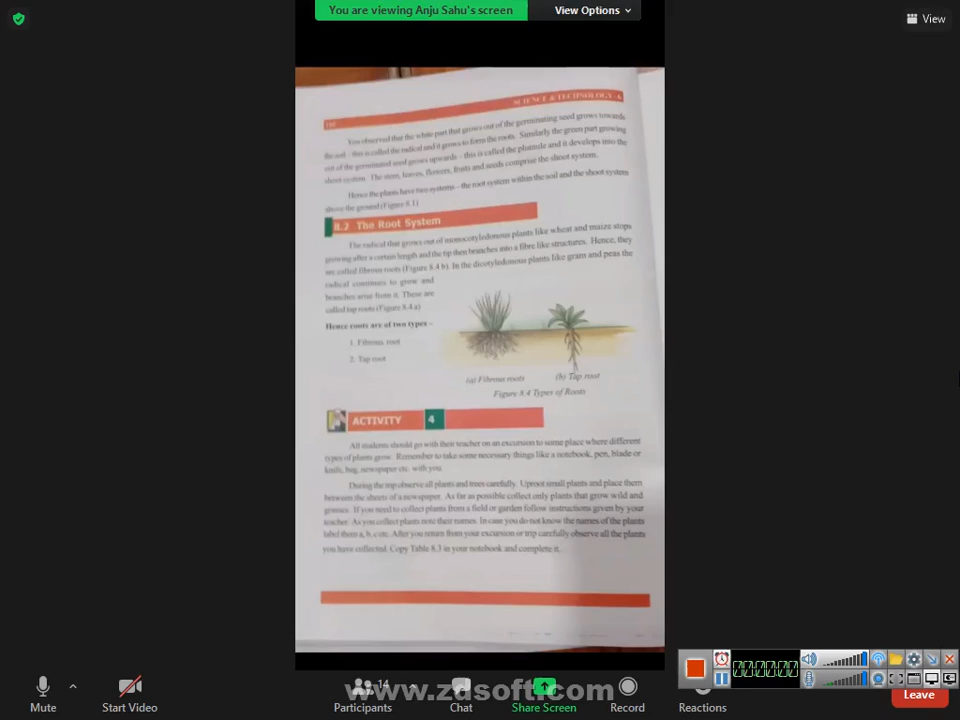 You are viewing Anju Sahu's screen
View Options
View
SCIENCE & TECHNOLOGY - 6
You observed that the white part that grows out of the germinating seed grows towards
the soil - this is called the radical and it grows to form the roots. Similarly the green part growing
out of the germinated seed grows upwards - this is called the plumule and it develops into the
shoot system. The stem, leaves, flowers, fruits and seeds comprise the shoot system.
Hence the plants have two systems - the root system within the soil and the shoot system
above the ground (Figure 8.1)
8.2 The Root System
The radical that grows out of monocotyledonous plants like wheat and maize stops
growing after a certain length and the tip then branches into a fibre like structures. Hence, they
are called fibrous roots (Figure 8.4 b). In the dicotyledonous plants like gram and peas the
radical continues to grow and
branches arise from it. These are
called tap roots (Figure 8.4 a)
Hence roots are of two types -
1. Fibrous root
2. Tap root
(a) Fibrous roots
(b) Tap root
Figure 8.4 Types of Roots
ACTIVITY 4
All students should go with their teacher on an excursion to some place where different
types of plants grow. Remember to take some necessary things like a notebook, pen, blade or
knife, bag, newspaper etc. with you.
During the trip observe all plants and trees carefully. Uproot small plants and place them
between the sheets of a newspaper. As far as possible collect only plants that grow wild and
grasses. If you need to collect plants from a field or garden follow instructions given by your
teacher. As you collect plants note their names. In case you do not know the names of the plants
label them a, b, c etc. After you return from your excursion or trip carefully observe all the plants
you have collected. Copy Table 8.3 in your notebook and complete it.
14
www.zdsoft.com
Mute
Start Video
Participants
Chat
Share Screen
Record
Reactions
Leave